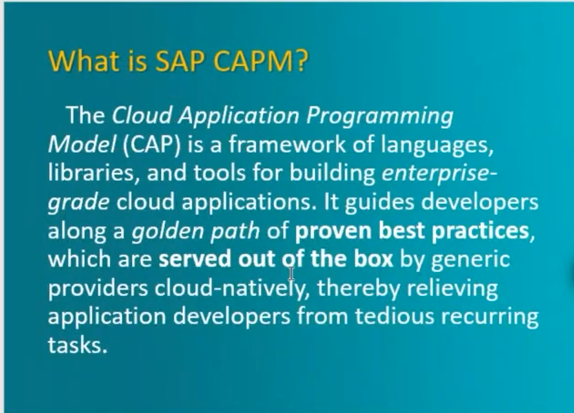 What is SAP CAPM?
The Cloud Application Programming
Model (CAP) is a framework of languages,
libraries, and tools for building enterprise-
grade cloud applications. It guides developers
along a golden path of proven best practices,
which are served out of the box by generic
providers cloud-natively, thereby relieving
application developers from tedious recurring
tasks.